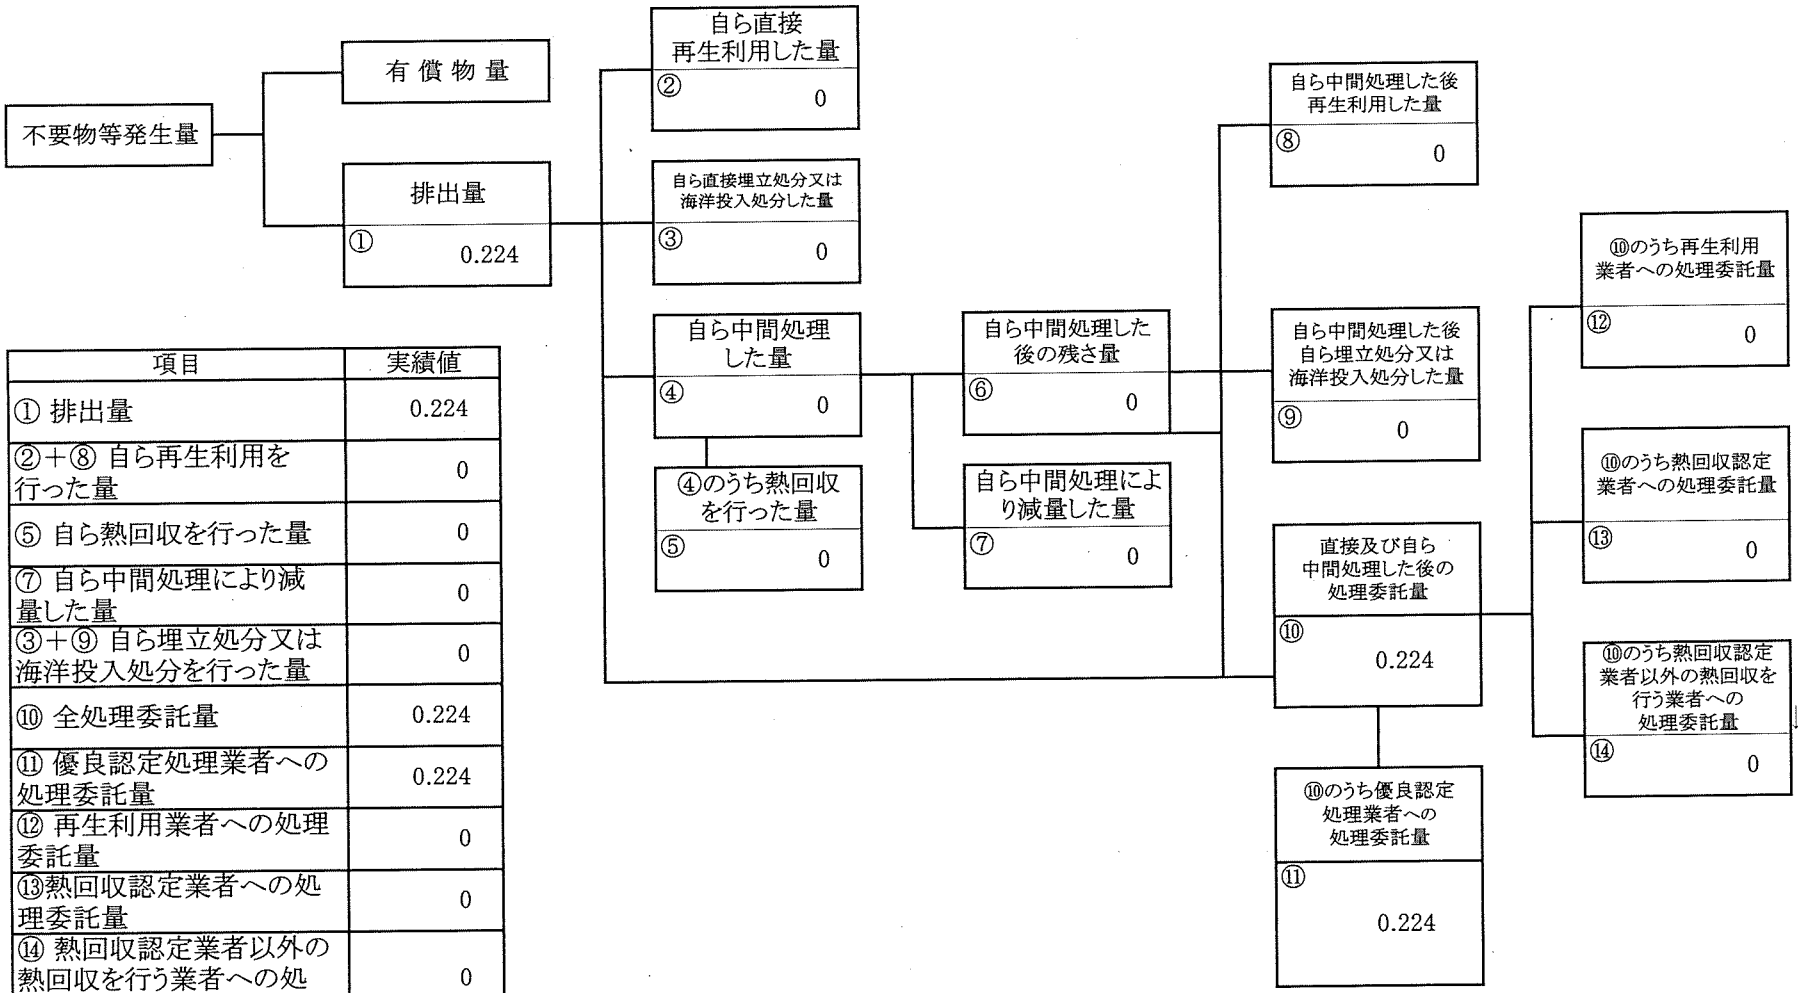 不要物等発生量
有償物量
排出量
①
0.224
自ら直接
再生利用した量
②
0
自ら直接埋立処分又は
海洋投入処分した量
③
0
自ら中間処理
した量
④
0
④のうち熱回収
を行った量
⑤
0
自ら中間処理した
後の残さ量
⑥
0
自ら中間処理によ
り減量した量
⑦
0
自ら中間処理した後
再生利用した量
⑧
0
自ら中間処理した後
自ら埋立処分又は
海洋投入処分した量
⑨
0
直接及び自ら
中間処理した後の
処理委託量
⑩
0.224
⑩のうち優良認定
処理業者への
処理委託量
⑪
0.224
⑩のうち再生利用
業者への処理委託量
⑫
0
⑩のうち熱回収認定
業者への処理委託量
⑬
0
⑩のうち熱回収認定
業者以外の熱回収を
行う業者への
処理委託量
⑭
0
項目 実績値
① 排出量 0.224
②+⑧ 自ら再生利用を
行った量 0
⑤ 自ら熱回収を行った量 0
⑦ 自ら中間処理により減
量した量 0
③+⑨ 自ら埋立処分又は
海洋投入処分を行った量 0
⑩ 全処理委託量 0.224
⑪ 優良認定処理業者への
処理委託量 0.224
⑫ 再生利用業者への処理
委託量 0
⑬熱回収認定業者への処
理委託量 0
⑭ 熱回収認定業者以外の
熱回収を行う業者への処 0